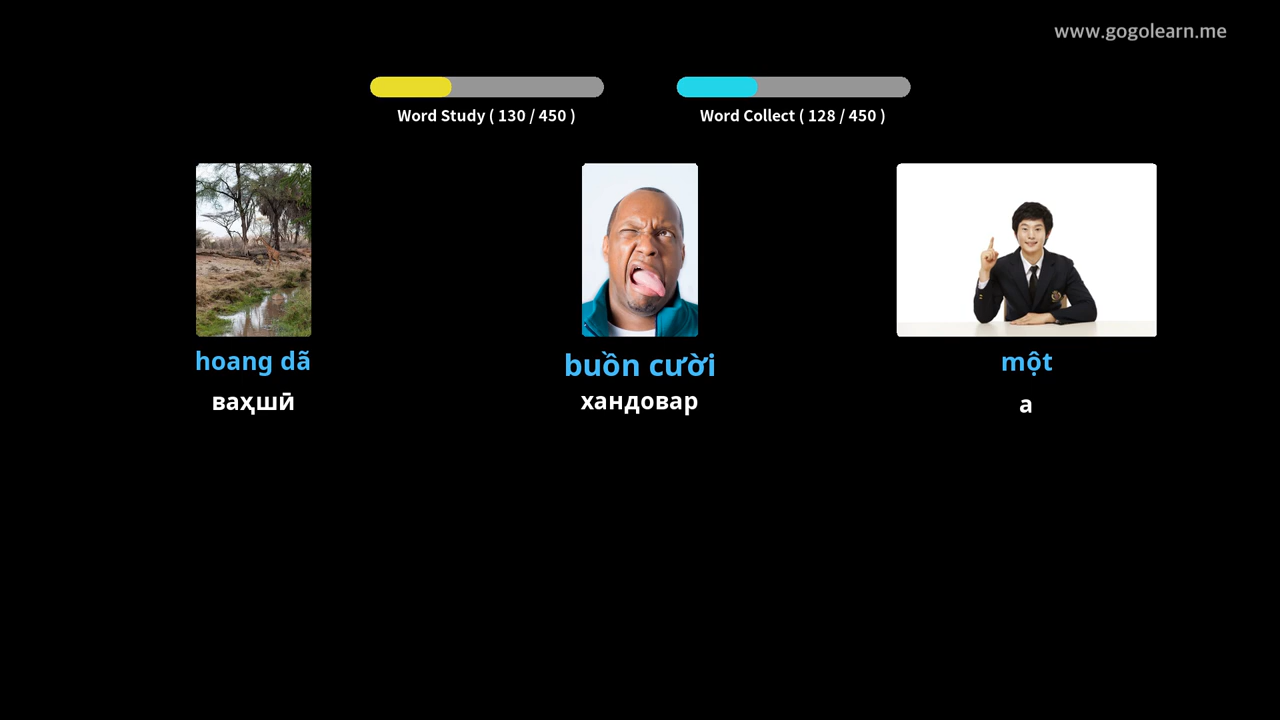 www.gogolearn.me
Word Study ( 130 / 450 )
Word Collect ( 128 / 450 )
hoang dã
ваҳшӣ
buồn cười
хандовар
một
а